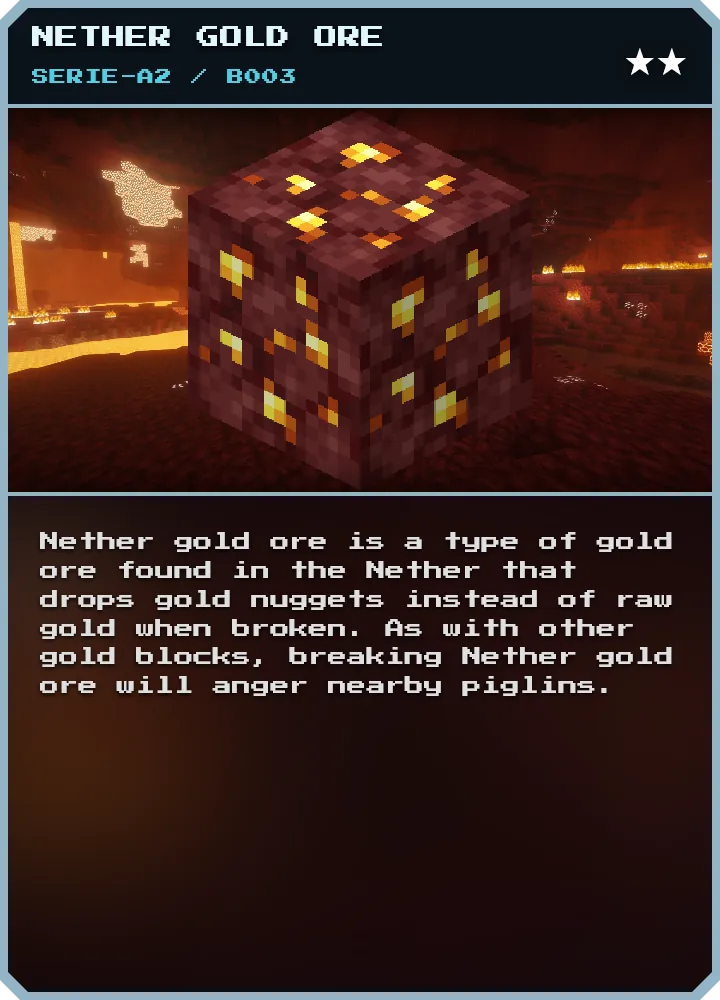 NETHER GOLD ORE
SERIE-A2 / B003
★★
Nether gold ore is a type of gold
ore found in the Nether that
drops gold nuggets instead of raw
gold when broken. As with other
gold blocks, breaking Nether gold
ore will anger nearby piglins.